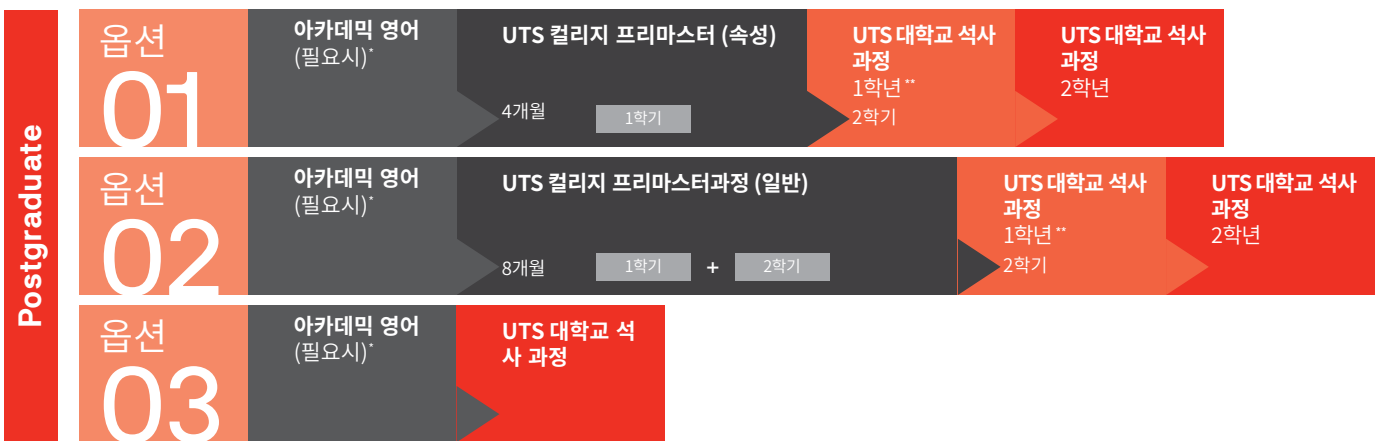 Postgraduate
옵션
01
아카데믹 영어
(필요시)*
UTS 컬리지 프리마스터 (속성)
4개월
1학기
UTS 대학교 석사
과정
1학년 **
2학기
UTS 대학교 석사
과정
2학년
옵션
02
아카데믹 영어
(필요시)*
UTS 컬리지 프리마스터과정 (일반)
8개월
1학기
+
2학기
UTS 대학교 석사
과정
1학년 **
2학기
UTS 대학교 석사
과정
2학년
옵션
03
아카데믹 영어
(필요시)*
UTS 대학교 석
사 과정